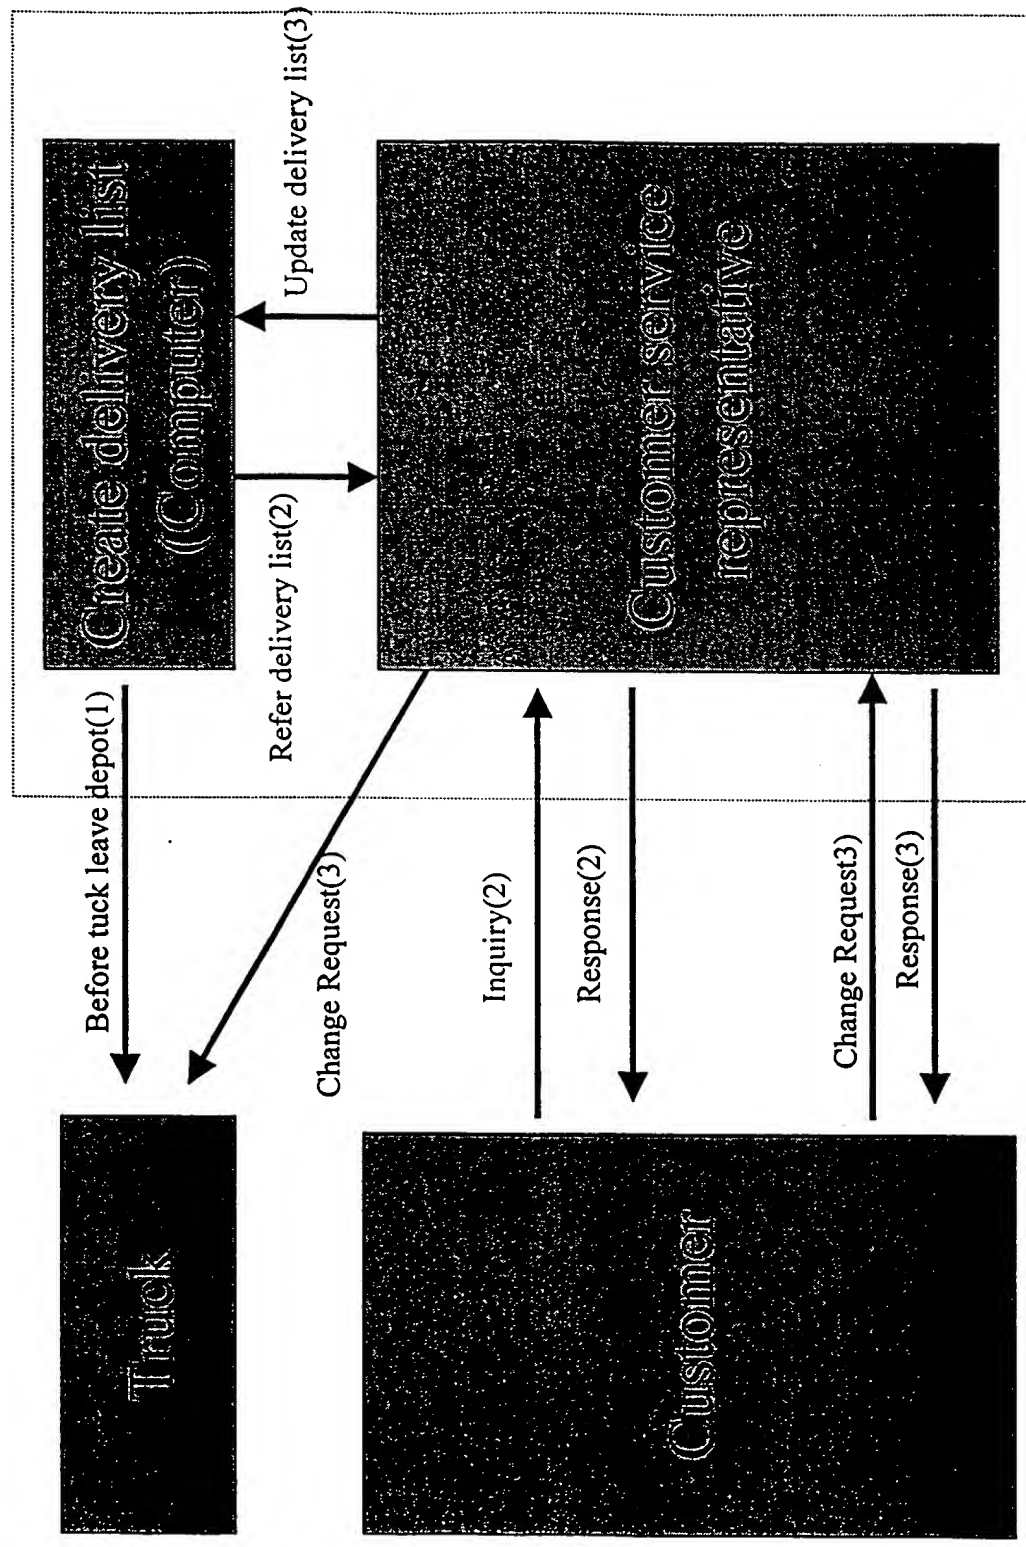 Truck
Before tuck leave depot(1)
Create delivery list
(Computer)
Change Request(3)
Refer delivery list(2)
Update delivery list(3)
Customer
Inquiry(2)
Response(2)
Change Request3)
Response(3)
Customer service
representative